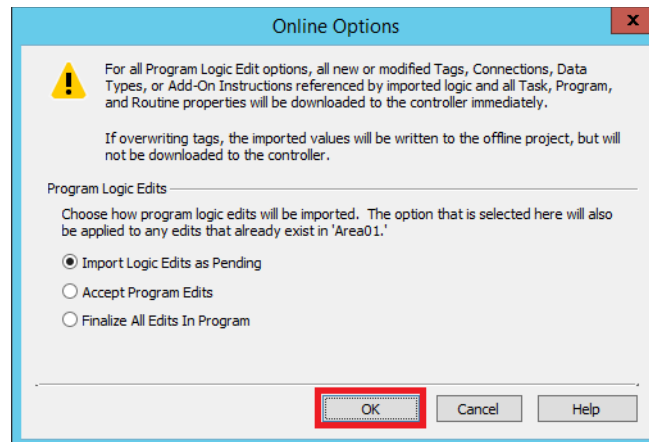 Online Options
x
For all Program Logic Edit options, all new or modified Tags, Connections, Data
Types, or Add-On Instructions referenced by imported logic and all Task, Program,
and Routine properties will be downloaded to the controller immediately.
If overwriting tags, the imported values will be written to the offline project, but will
not be downloaded to the controller.
Program Logic Edits
Choose how program logic edits will be imported. The option that is selected here will also
be applied to any edits that already exist in 'Area01.'
Import Logic Edits as Pending
Accept Program Edits
Finalize All Edits In Program
OK Cancel Help